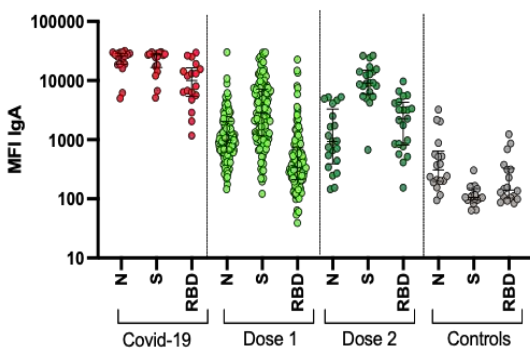 100000
10000
1000
100
10
MFI IgA
N S RBD N S RBD N S RBD N S RBD
Covid-19 Dose 1 Dose 2 Controls